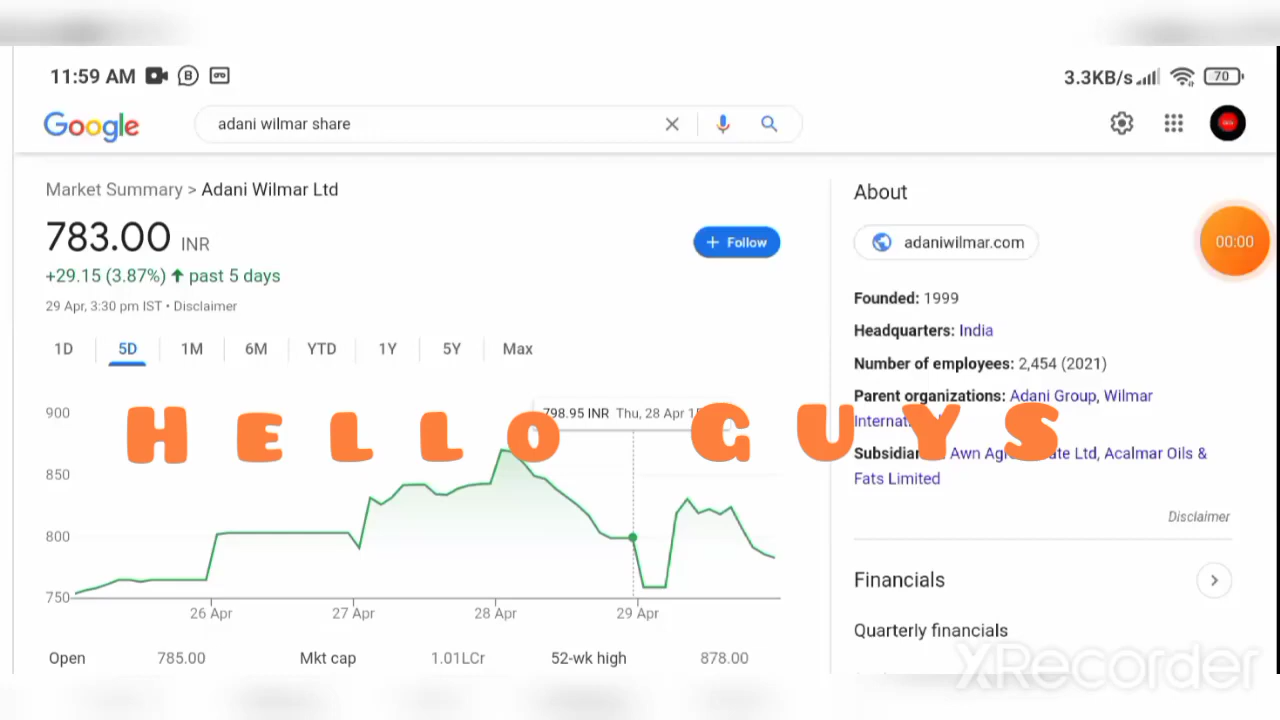 11:59 AM B 3.3KB/s 70
Google adani wilmar share
Market Summary > Adani Wilmar Ltd
783.00 INR
+ Follow
+29.15 (3.87%) ↑ past 5 days
29 Apr, 3:30 pm IST • Disclaimer
1D 5D 1M 6M YTD 1Y 5Y Max
798.95 INR Thu, 28 Apr
900
850
800
750
26 Apr 27 Apr 28 Apr 29 Apr
Open 785.00 Mkt cap 1.01LCr 52-wk high 878.00
HELLO GUYS
About
adaniwilmar.com
00:00
Founded: 1999
Headquarters: India
Number of employees: 2,454 (2021)
Parent organizations: Adani Group, Wilmar
Awn Ltd, Acalmar Oils &
Fats Limited
Disclaimer
Financials
Quarterly financials
XRecorder